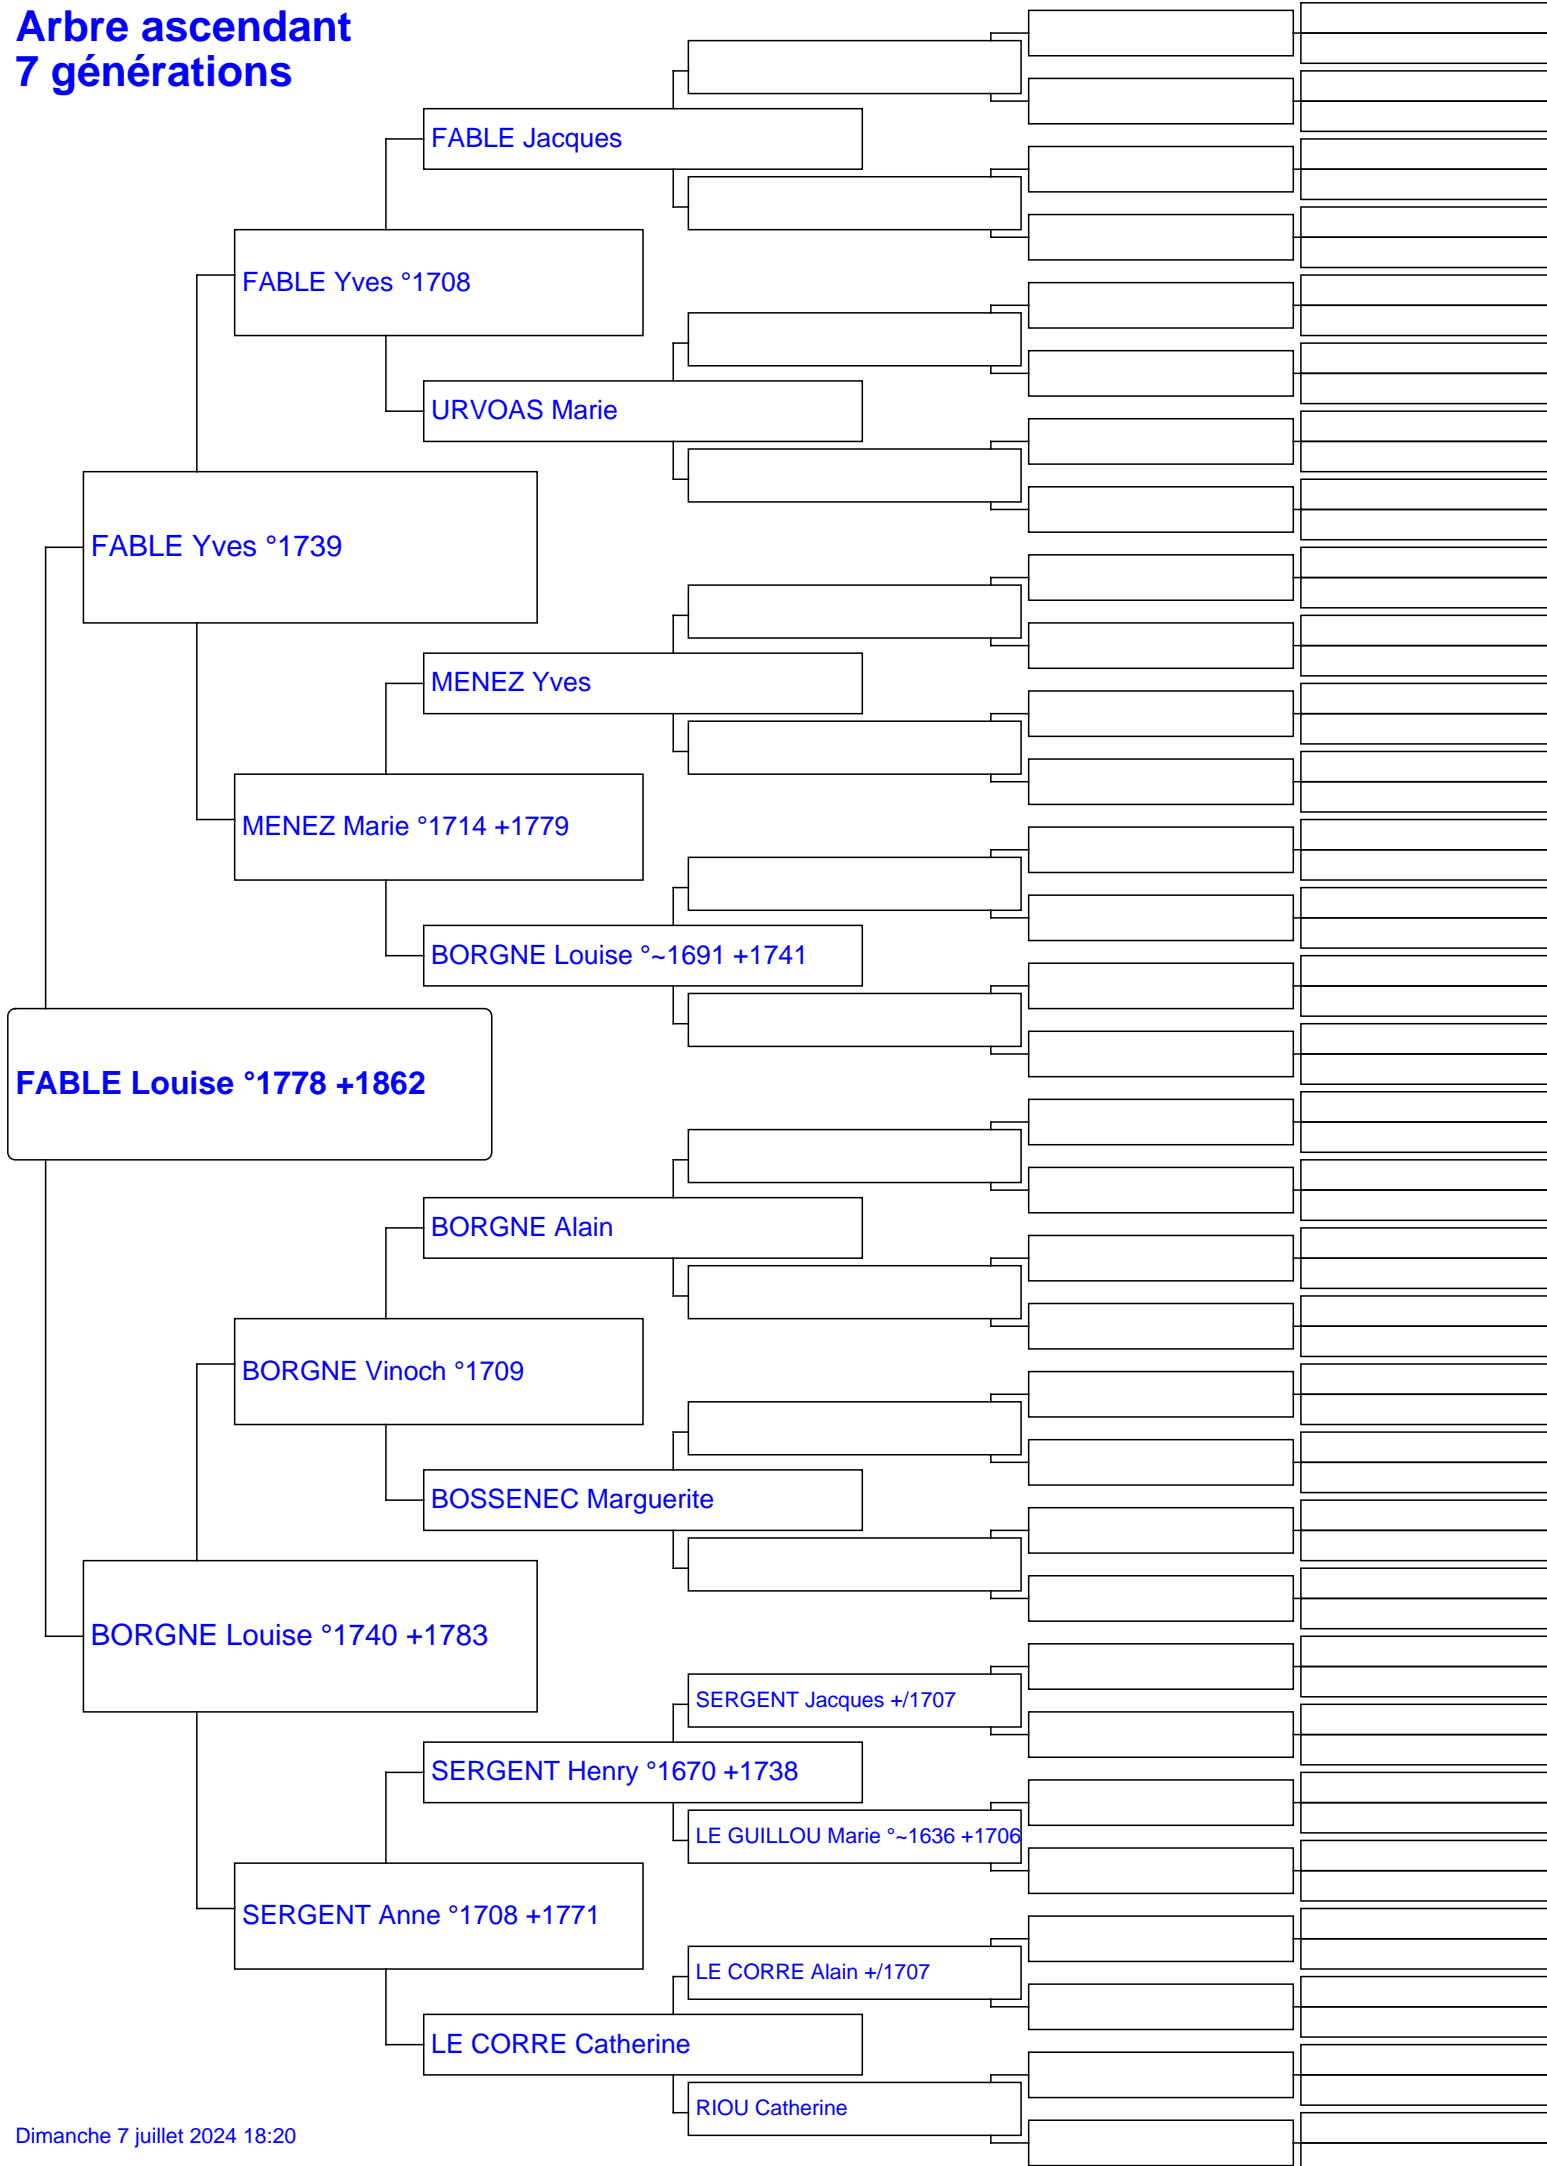 Arbre ascendant
7 générations
FABLE Jacques
FABLE Yves °1708
URVOAS Marie
FABLE Yves °1739
MENEZ Yves
MENEZ Marie °1714 +1779
BORGNE Louise °~1691 +1741
FABLE Louise °1778 +1862
BORGNE Alain
BORGNE Vinoch °1709
BOSSENEC Marguerite
BORGNE Louise °1740 +1783
SERGENT Jacques +/1707
SERGENT Henry °1670 +1738
LE GUILLOU Marie °~1636 +1706
SERGENT Anne °1708 +1771
LE CORRE Alain +/1707
LE CORRE Catherine
RIOU Catherine
Dimanche 7 juillet 2024 18:20